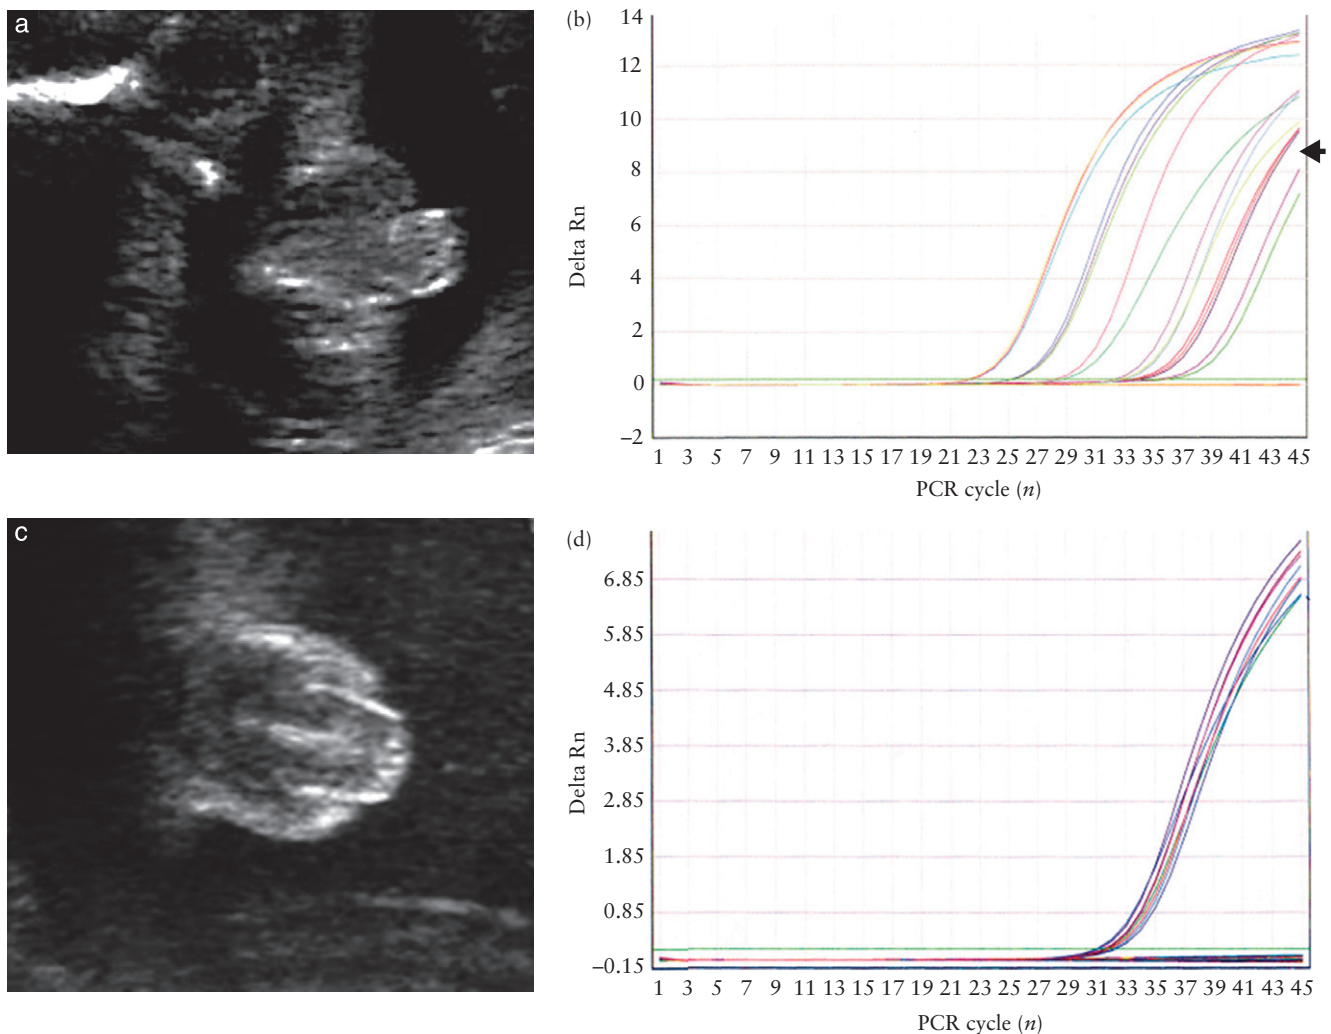 a
(b)
14
12
10
8
6
4
2
0
–2
Delta Rn
1 3 5 7 9 11 13 15 17 19 21 23 25 27 29 31 33 35 37 39 41 43 45
PCR cycle (n)
c
(d)
6.85
5.85
4.85
3.85
2.85
1.85
0.85
–0.15
Delta Rn
1 3 5 7 9 11 13 15 17 19 21 23 25 27 29 31 33 35 37 39 41 43 45
PCR cycle (n)